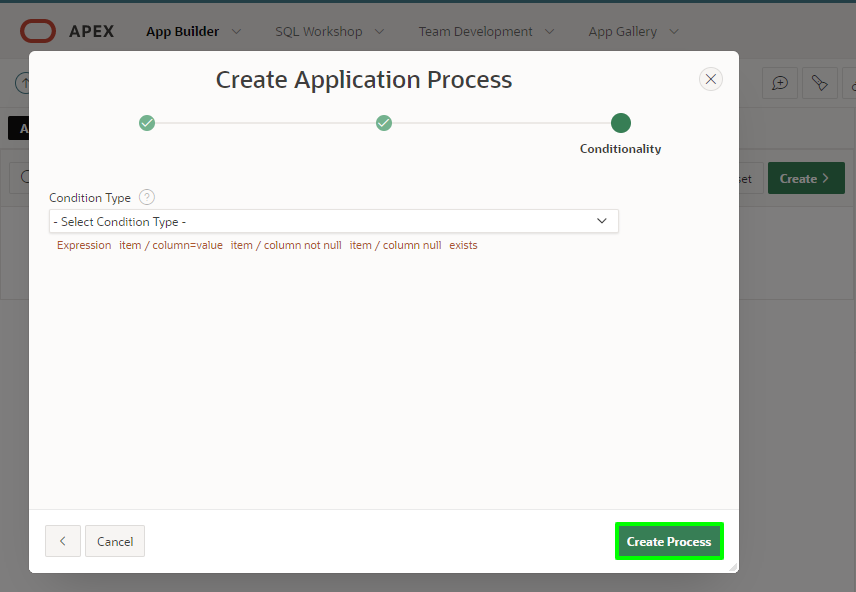 APEX App Builder SQL Workshop Team Development App Gallery
Create Application Process
Conditionality
Create
Condition Type ?
- Select Condition Type -
Expression item / column=value item / column not null item / column null exists
Cancel
Create Process